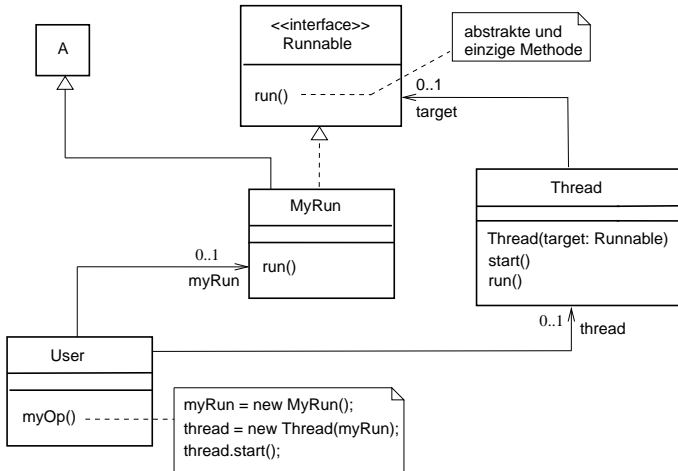 <<interface>>
Runnable
run()
abstrakte und
einzige Methode
A
0..1
target
MyRun
run()
Thread
Thread(target: Runnable)
start()
run()
0..1
myRun
0..1
thread
User
myOp()
myRun = new MyRun();
thread = new Thread(myRun);
thread.start();